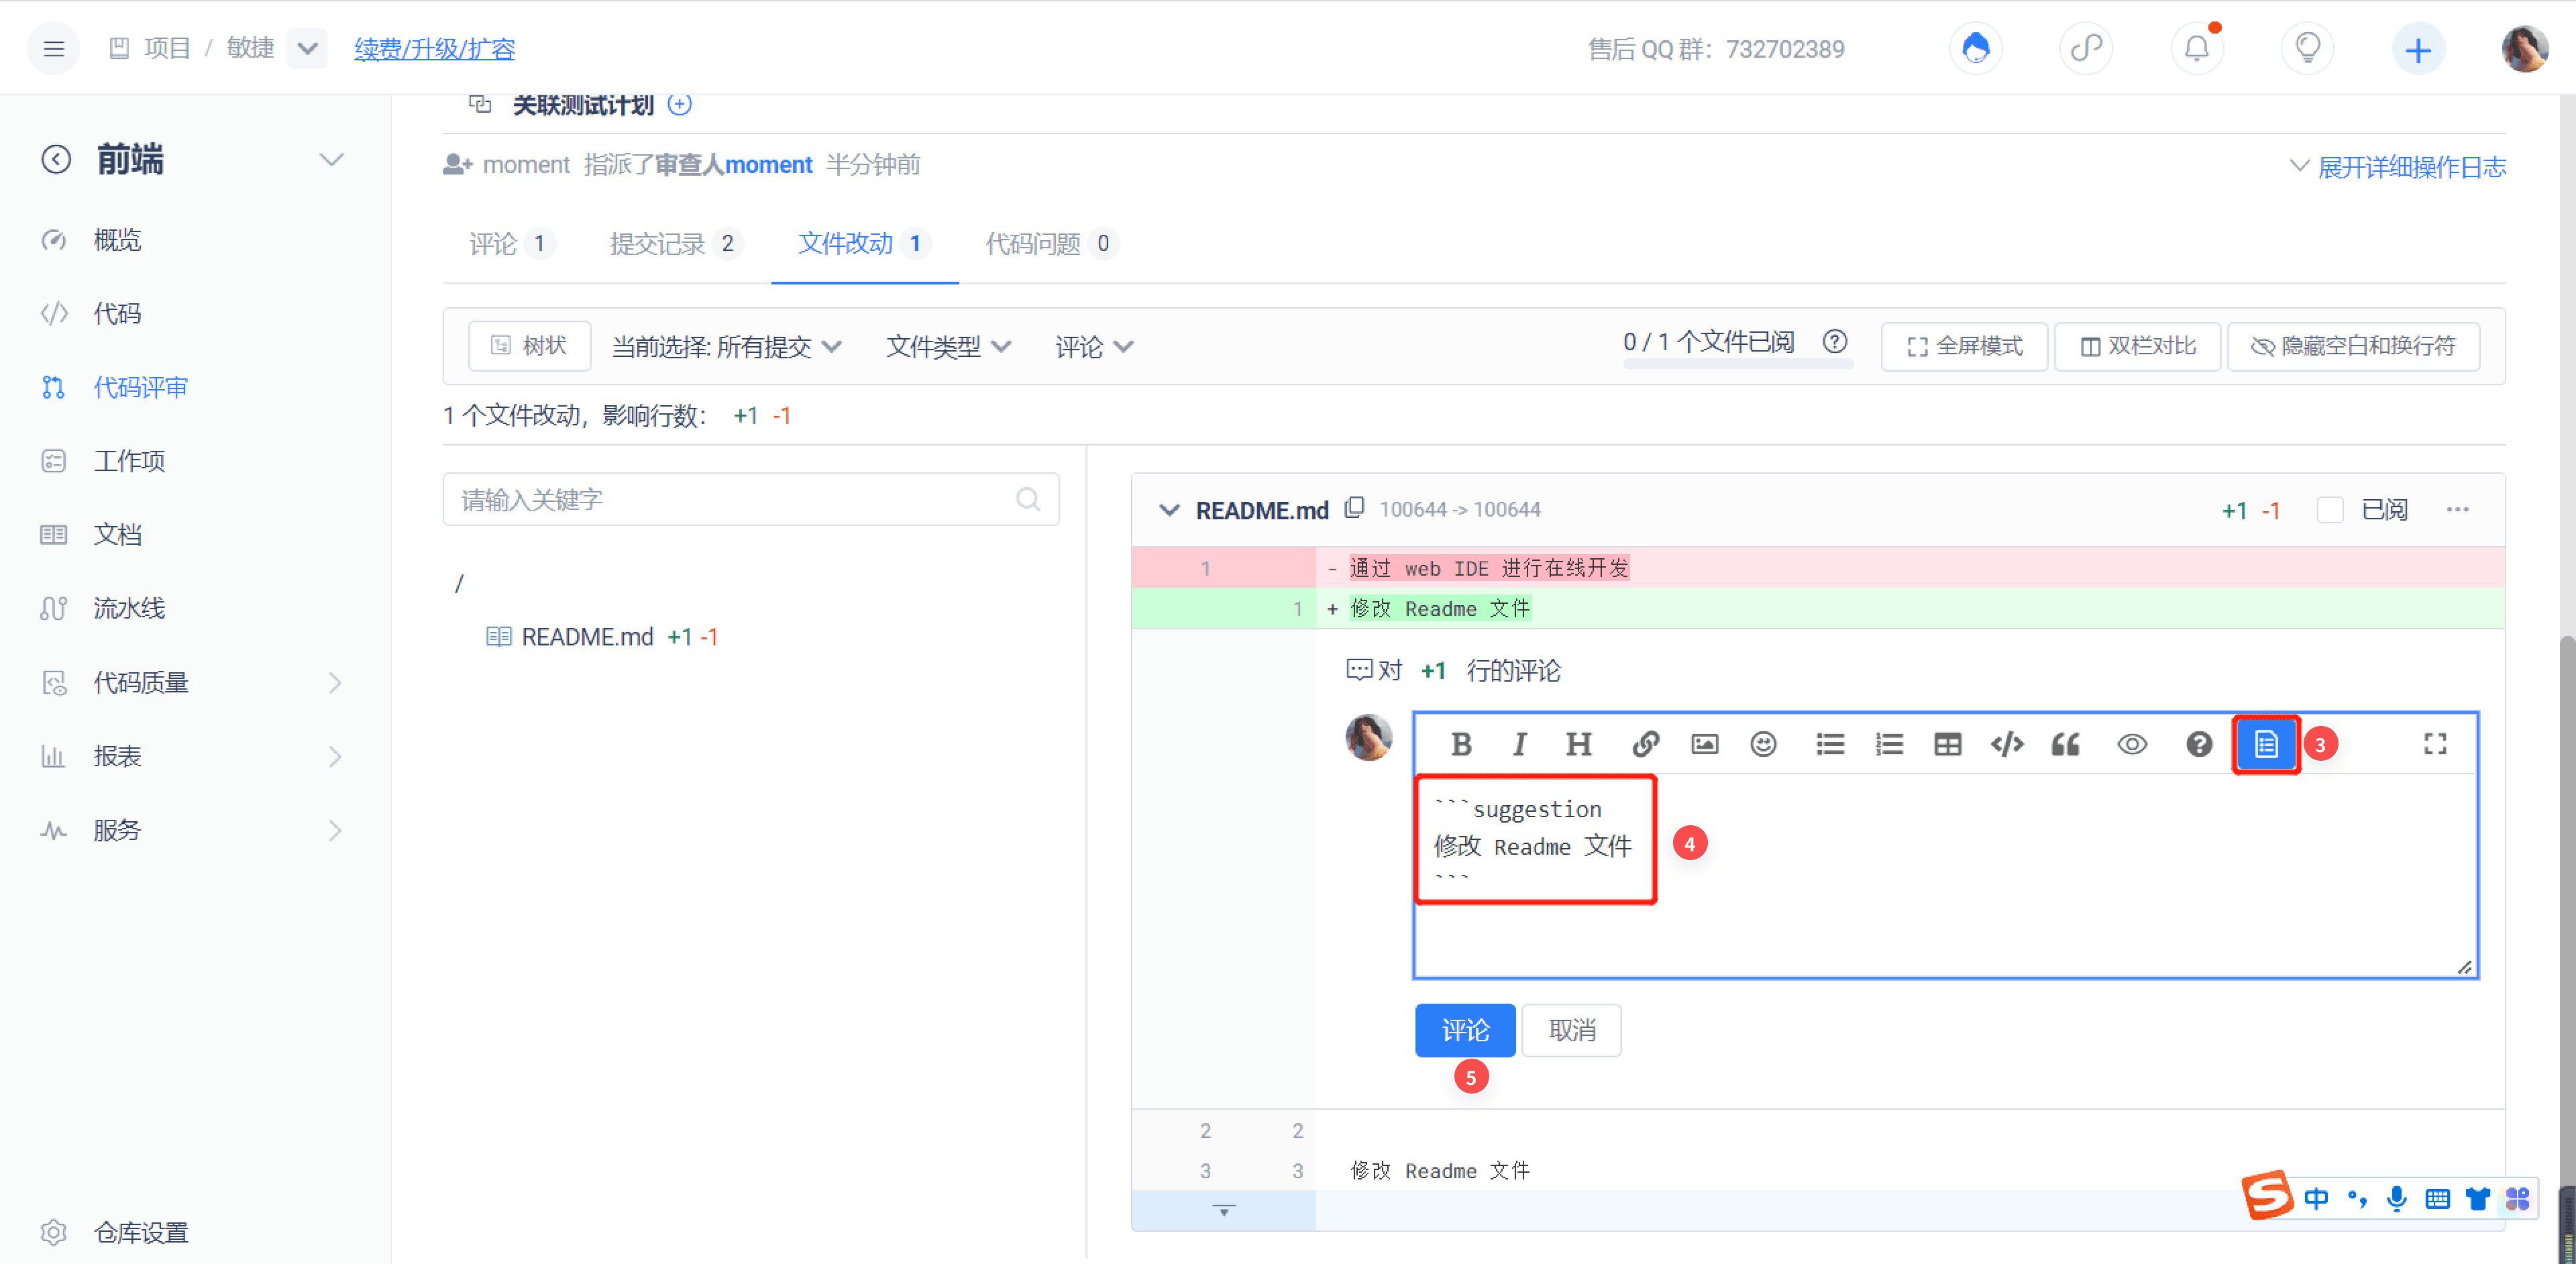 项目 / 敏捷 续费/升级/扩容 售后 QQ 群：732702389
前端
概览
代码
代码评审
工作项
文档
流水线
代码质量
报表
服务
仓库设置
关联测试计划
moment 指派了审查人moment 半分钟前 展开详细操作日志
评论 1 提交记录 2 文件改动 1 代码问题 0
树状 当前选择: 所有提交 文件类型 评论 0 / 1 个文件已阅 全屏模式 双栏对比 隐藏空白和换行符
1 个文件改动，影响行数： +1 -1
请输入关键字
/
README.md +1 -1
README.md 100644 -> 100644 +1 -1 已阅 ...
1 - 通过 web IDE 进行在线开发
1 + 修改 Readme 文件
对 +1 行的评论
B I H 3
```suggestion
修改 Readme 文件 4
```
评论 取消
5
2 2
3 3 修改 Readme 文件
S 中